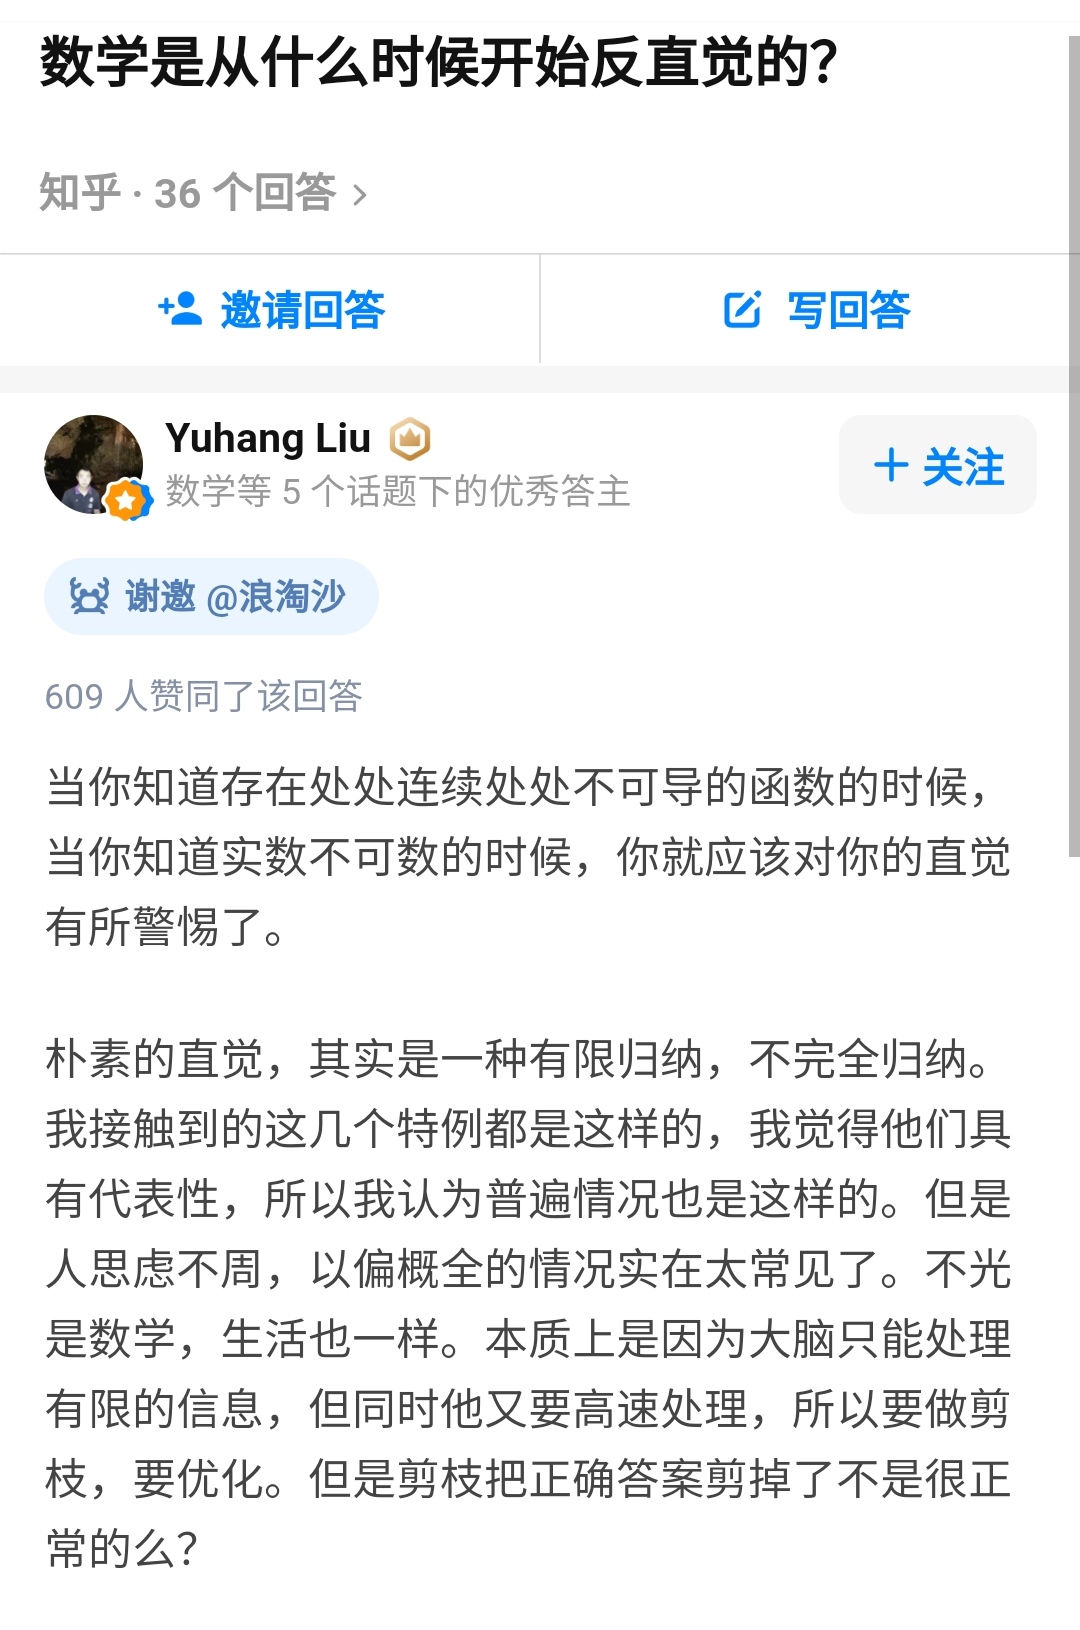 数学是从什么时候开始反直觉的？
知乎 · 36 个回答 >
邀请回答
写回答
Yuhang Liu
数学等 5 个话题下的优秀答主
+ 关注
谢邀 @浪淘沙
609 人赞同了该回答
当你知道存在处处连续处处不可导的函数的时候，
当你知道实数不可数的时候，你就应该对你的直觉
有所警惕了。
朴素的直觉，其实是一种有限归纳，不完全归纳。
我接触到的这几个特例都是这样的，我觉得他们具
有代表性，所以我认为普遍情况也是这样的。但是
人思虑不周，以偏概全的情况实在太常见了。不光
是数学，生活也一样。本质上是因为大脑只能处理
有限的信息，但同时他又要高速处理，所以要做剪
枝，要优化。但是剪枝把正确答案剪掉了不是很正
常的么？